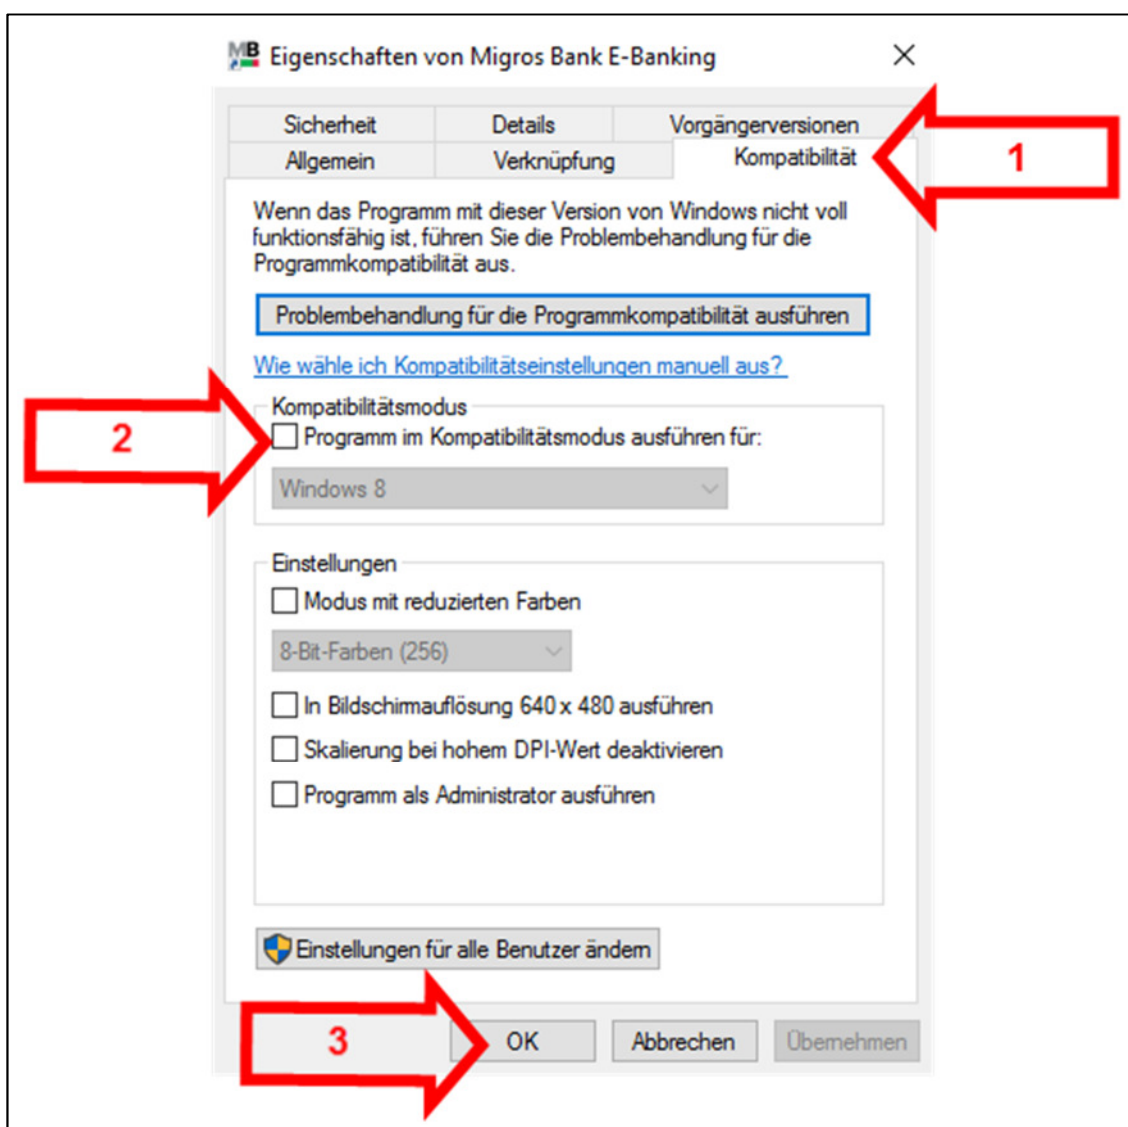 MB Eigenschaften von Migros Bank E-Banking
Sicherheit Details Vorgängerversionen
Allgemein Verknüpfung Kompatibilität
1
Wenn das Programm mit dieser Version von Windows nicht voll
funktionsfähig ist, führen Sie die Problembehandlung für die
Programmkompatibilität aus.
Problembehandlung für die Programmkompatibilität ausführen
Wie wähle ich Kompatibilitätseinstellungen manuell aus?
Kompatibilitätsmodus
2
Programm im Kompatibilitätsmodus ausführen für:
Windows 8
Einstellungen
Modus mit reduzierten Farben
8-Bit-Farben (256)
In Bildschirmauflösung 640 x 480 ausführen
Skalierung bei hohem DPI-Wert deaktivieren
Programm als Administrator ausführen
Einstellungen für alle Benutzer ändern
3
OK Abbrechen Übernehmen